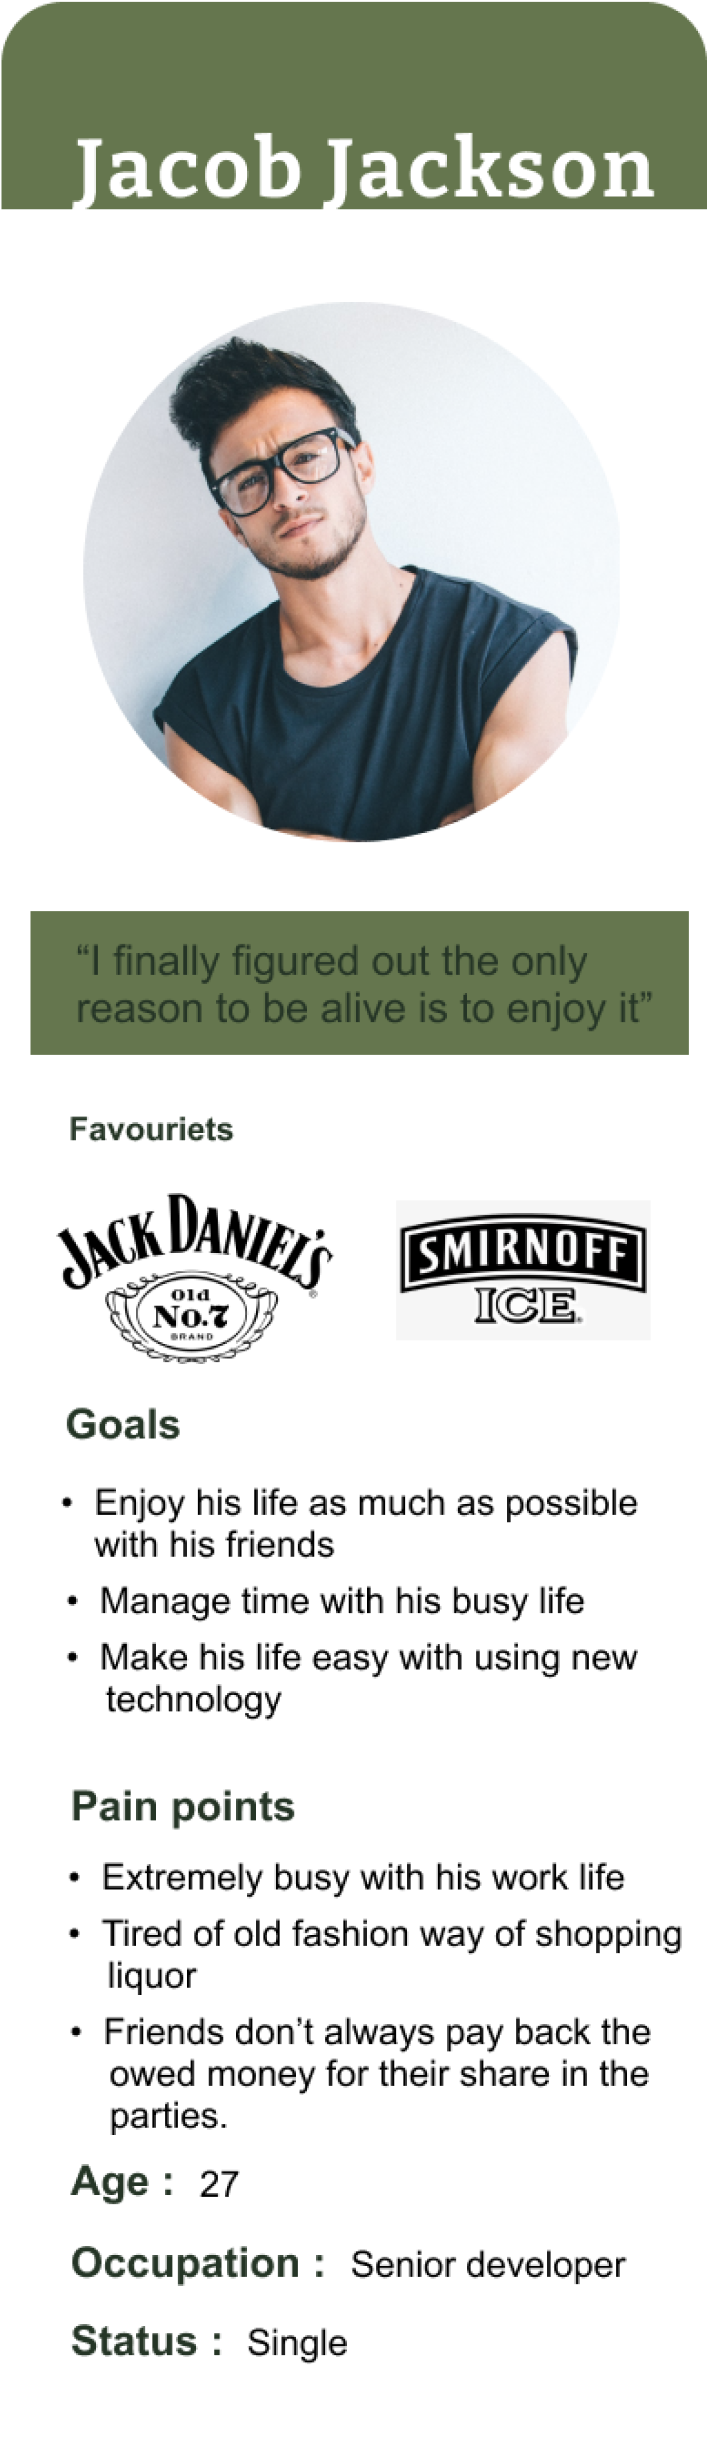 Jacob Jackson
“I finally figured out the only
reason to be alive is to enjoy it”
Favouriets
JACK DANIEL'S
Old
No.7
BRAND
®
SMIRNOFF
ICE.
Goals
• Enjoy his life as much as possible
with his friends
• Manage time with his busy life
• Make his life easy with using new
technology
Pain points
• Extremely busy with his work life
• Tired of old fashion way of shopping
liquor
• Friends don’t always pay back the
owed money for their share in the
parties.
Age : 27
Occupation : Senior developer
Status : Single